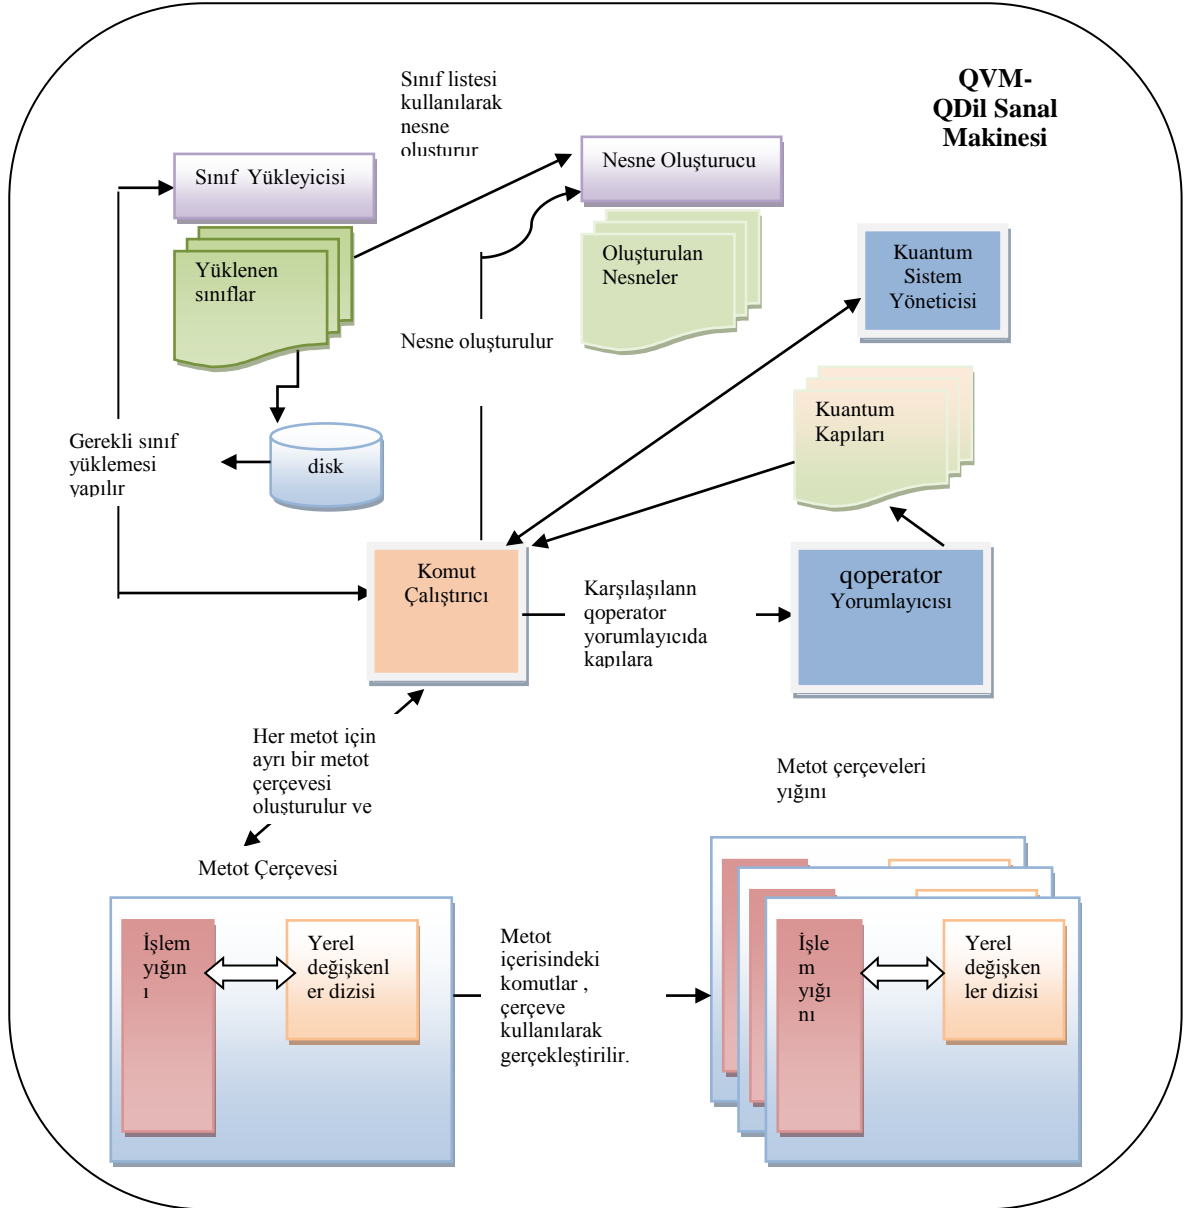 QVM-
QDil Sanal
Makinesi
Sınıf listesi
kullanılarak
nesne
oluşturur
Sınıf Yükleyicisi
Nesne Oluşturucu
Yüklenen
sınıflar
Oluşturulan
Nesneler
Kuantum
Sistem
Yöneticisi
Nesne oluşturulur
Kuantum
Kapıları
Gerekli sınıf
yüklemesi
yapılır
disk
Komut
Çalıştırıcı
Karşılaşılann
qoperator
yorumlayıcıda
kapılara
qoperator
Yorumlayıcısı
Her metot için
ayrı bir metot
çerçevesi
oluşturulur ve
Metot çerçeveleri
yığını
Metot Çerçevesi
İşlem
yığın
ı
Yerel
değişkenl
er dizisi
Metot
içerisindeki
komutlar ,
çerçeve
kullanılarak
gerçekleştirilir.
İşle
m
yığı
nı
Yerel
değişken
ler dizisi